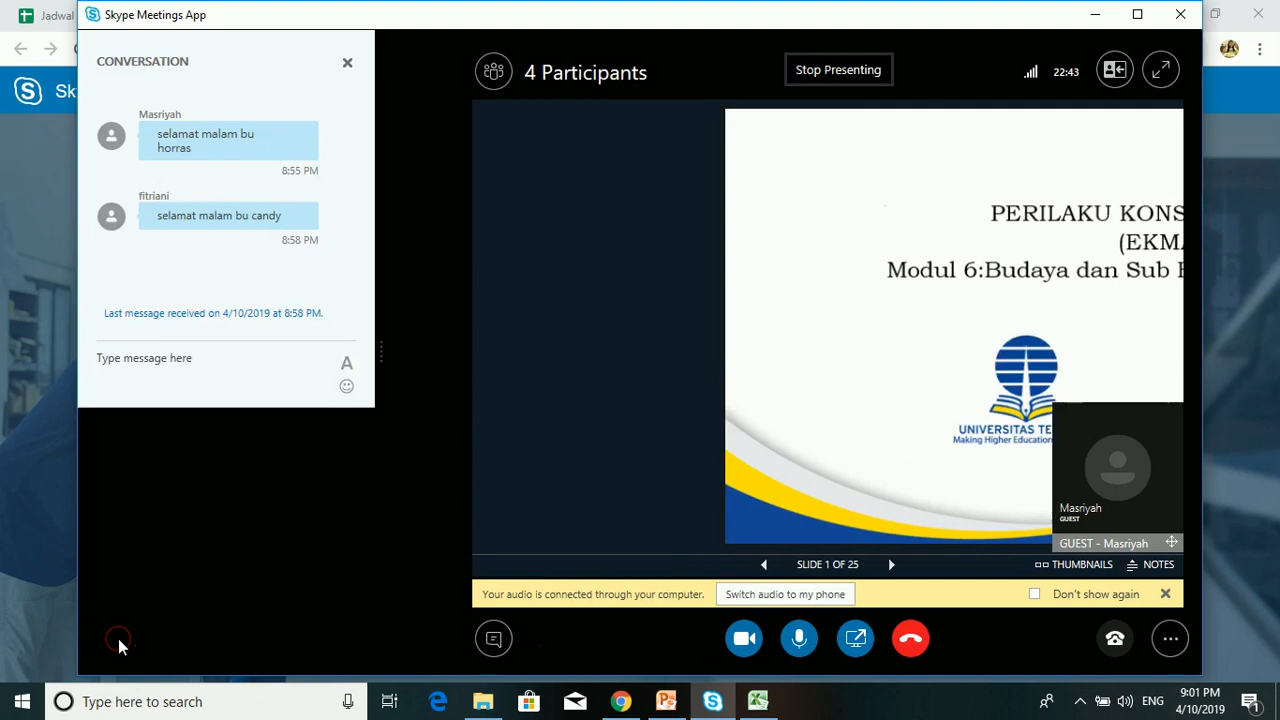 Jadwal
Skype Meetings App
Sk
CONVERSATION
Masriyah
selamat malam bu
horras
8:55 PM
fitriani
selamat malam bu candy
8:58 PM
Last message received on 4/10/2019 at 8:58 PM.
Type message here
A
4 Participants
Stop Presenting
22:43
PERILAKU KONS
(EKMA
Modul 6:Budaya dan Sub B
UNIVERSITAS TE
Making Higher Education
Masriyah
GUEST
GUEST - Masriyah
SLIDE 1 OF 25
THUMBNAILS
NOTES
Your audio is connected through your computer.
Switch audio to my phone
Don't show again
Type here to search
ENG
9:01 PM
4/10/2019
1